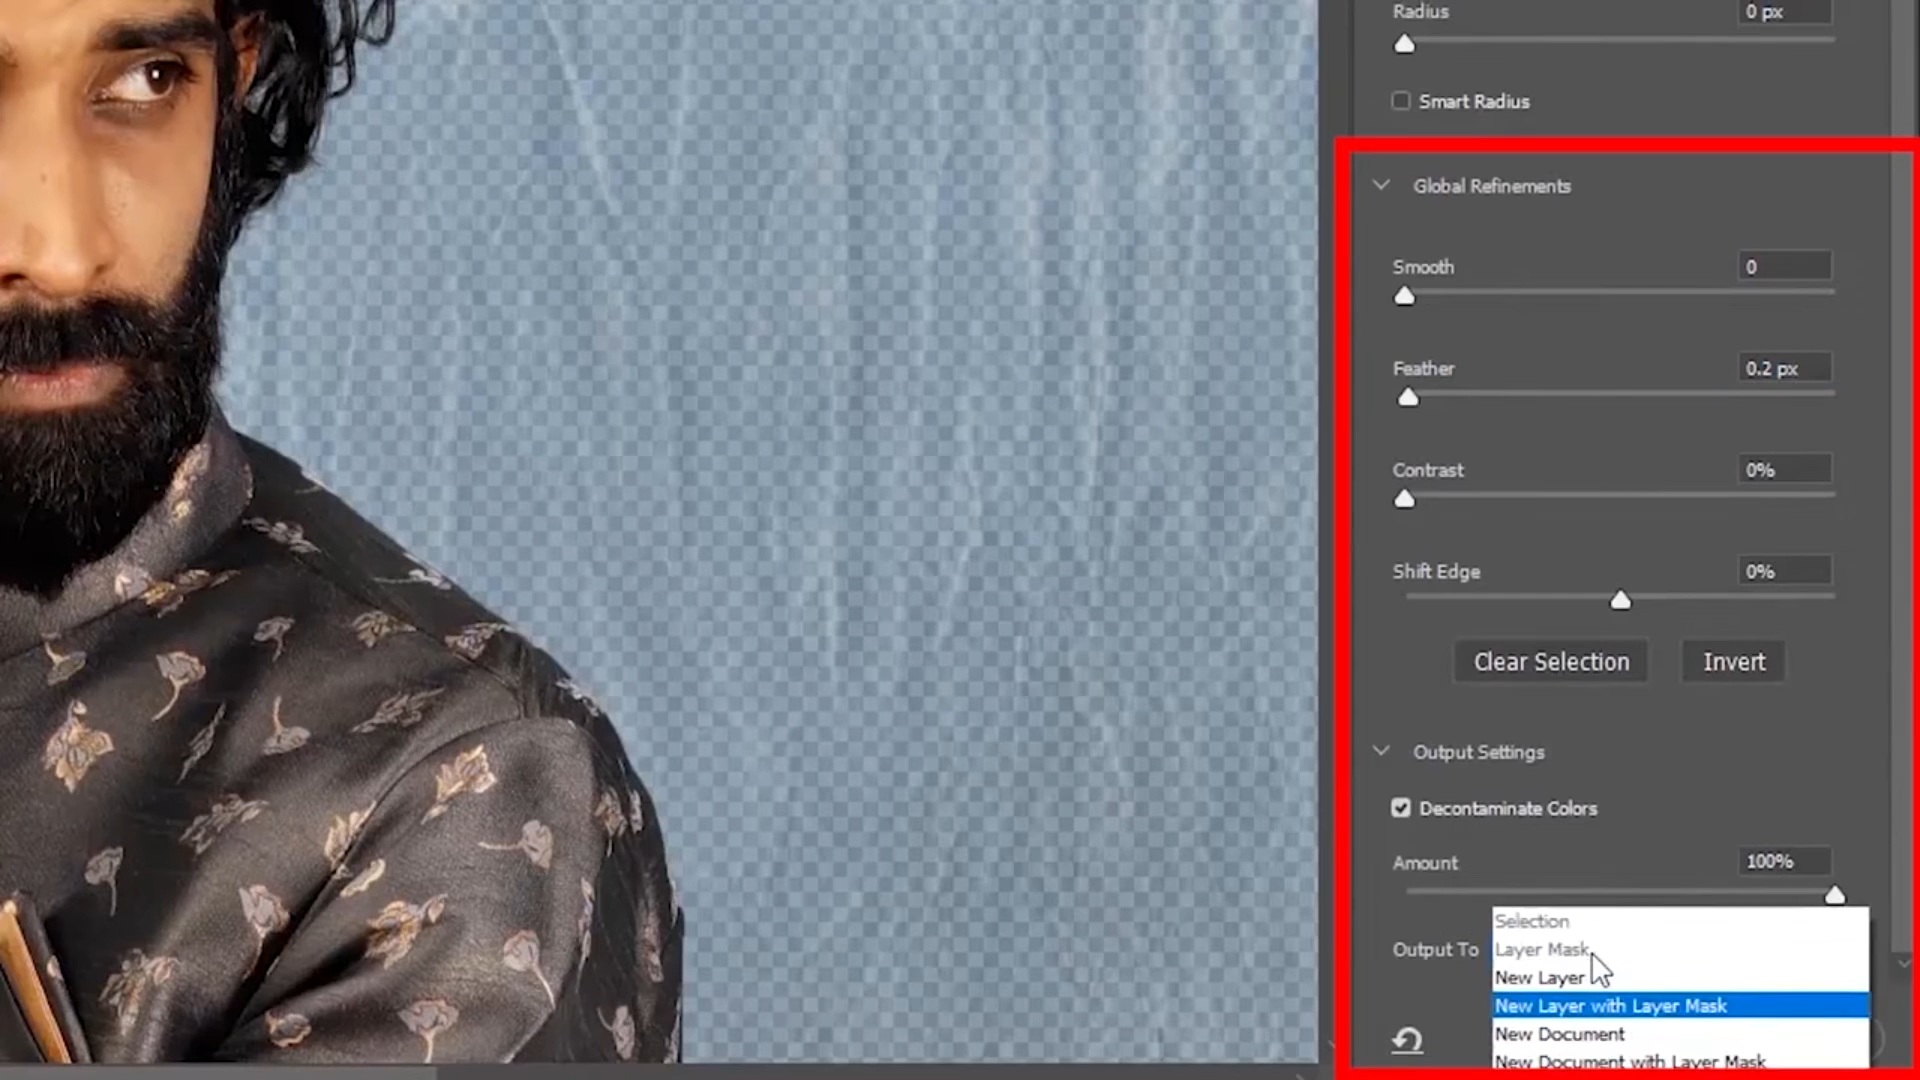 Radius 0 px
Smart Radius
Global Refinements
Smooth 0
Feather 0.2 px
Contrast 0%
Shift Edge 0%
Clear Selection Invert
Output Settings
Decontaminate Colors
Amount 100%
Selection
Output To Layer Mask
New Layer
New Layer with Layer Mask
New Document
New Document with Layer Mask